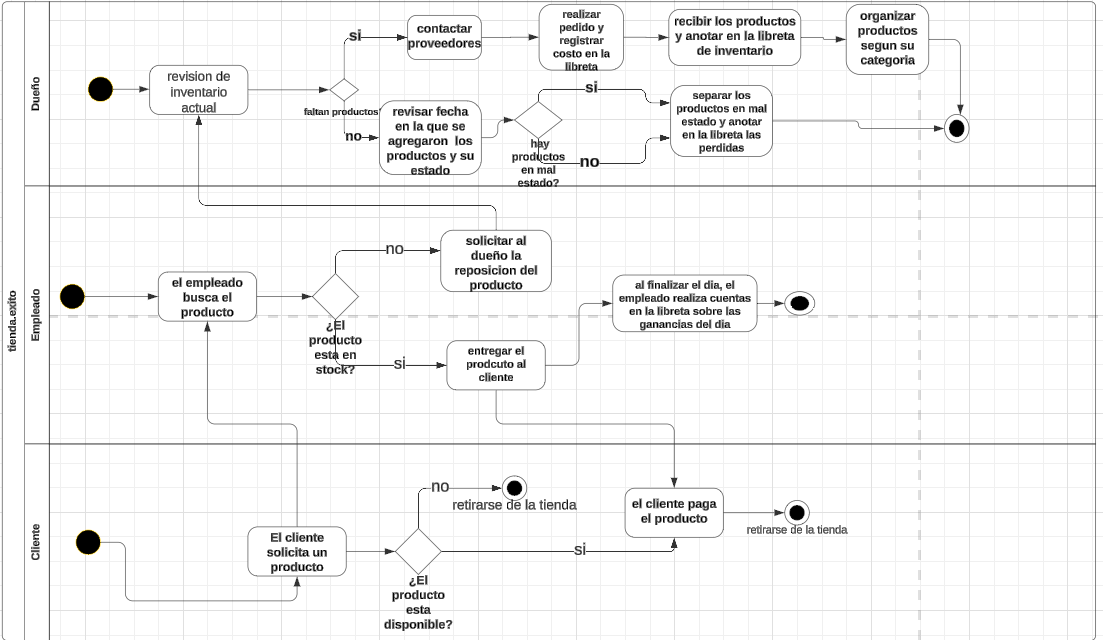 tienda.exito
Dueño
revision de
inventario
actual
si
faltan productos
no
contactar
proveedores
realizar
pedido y
registrar
costo en la
libreta
recibir los productos
y anotar en la libreta
de inventario
organizar
productos
segun su
categoria
revisar fecha
en la que se
agregaron los
productos y su
estado
si
hay
productos
en mal
estado?
no
separar los
productos en mal
estado y anotar
en la libreta las
perdidas
Empleado
el empleado
busca el
producto
no
¿El
producto
esta en
stock?
si
solicitar al
dueño la
reposicion del
producto
entregar el
prodcuto al
cliente
al finalizar el dia, el
empleado realiza cuentas
en la libreta sobre las
ganancias del dia
Cliente
El cliente
solicita un
producto
no
retirarse de la tienda
¿El
producto
esta
disponible?
si
el cliente paga
el producto
retirarse de la tienda